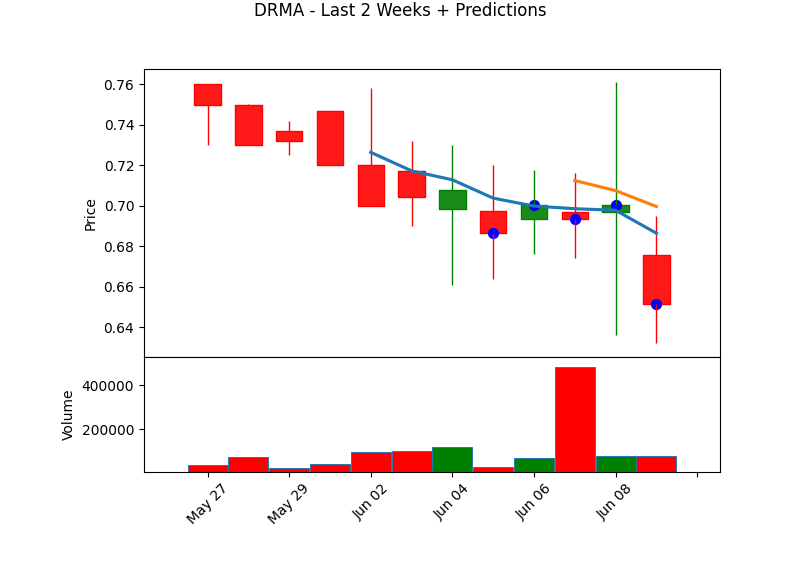 DRMA - Last 2 Weeks + Predictions
0.76
0.74
0.72
0.70
0.68
0.66
0.64
Price
400000
200000
Volume
May 27
May 29
Jun 02
Jun 04
Jun 06
Jun 08